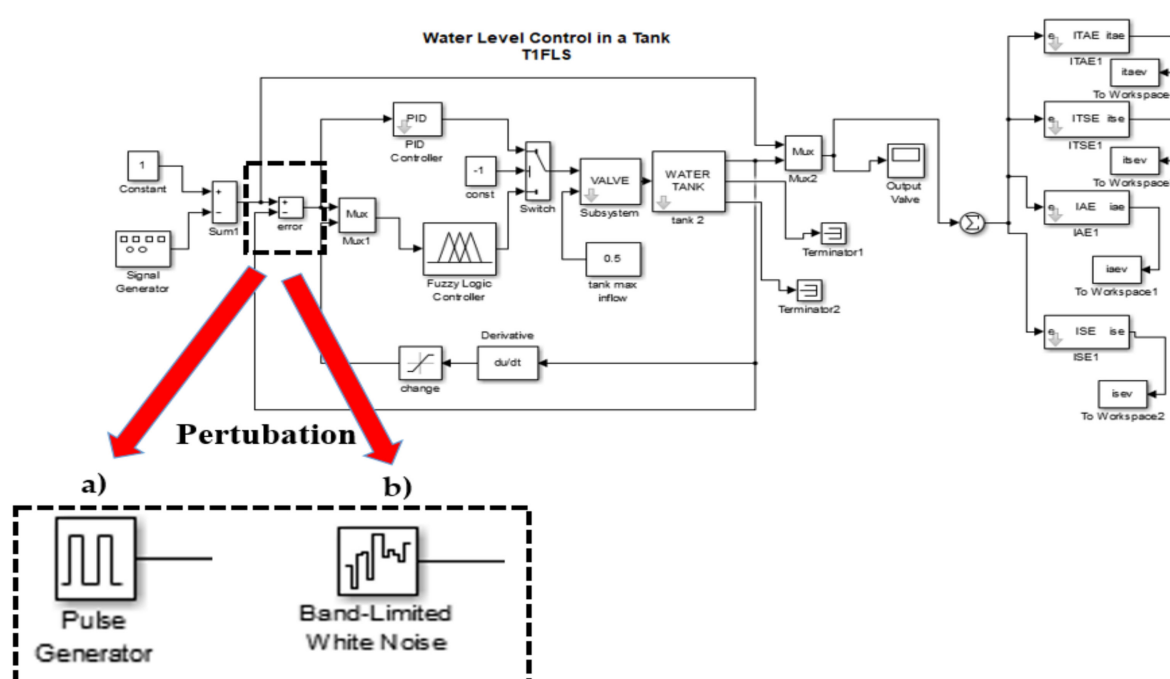 Water Level Control in a Tank
T1FLS
ITAE itae
e
ITAE1
itaev
To Workspace
ITSE itse
e
ITSE1
itsev
To Workspace
IAE iae
e
IAE1
iaev
To Workspace1
ISE ise
e
ISE1
isev
To Workspace2
1
Constant
Signal
Generator
+
−
Sum1
+
−
error
PID
PID
Controller
Mux
Mux1
-1
const
Fuzzy Logic
Controller
Switch
VALVE
Subsystem
0.5
tank max
inflow
WATER
TANK
tank 2
Mux
Mux2
Output
Valve
Σ
Terminator1
Terminator2
Derivative
du/dt
change
Pertubation
a)
b)
Pulse
Generator
Band-Limited
White Noise